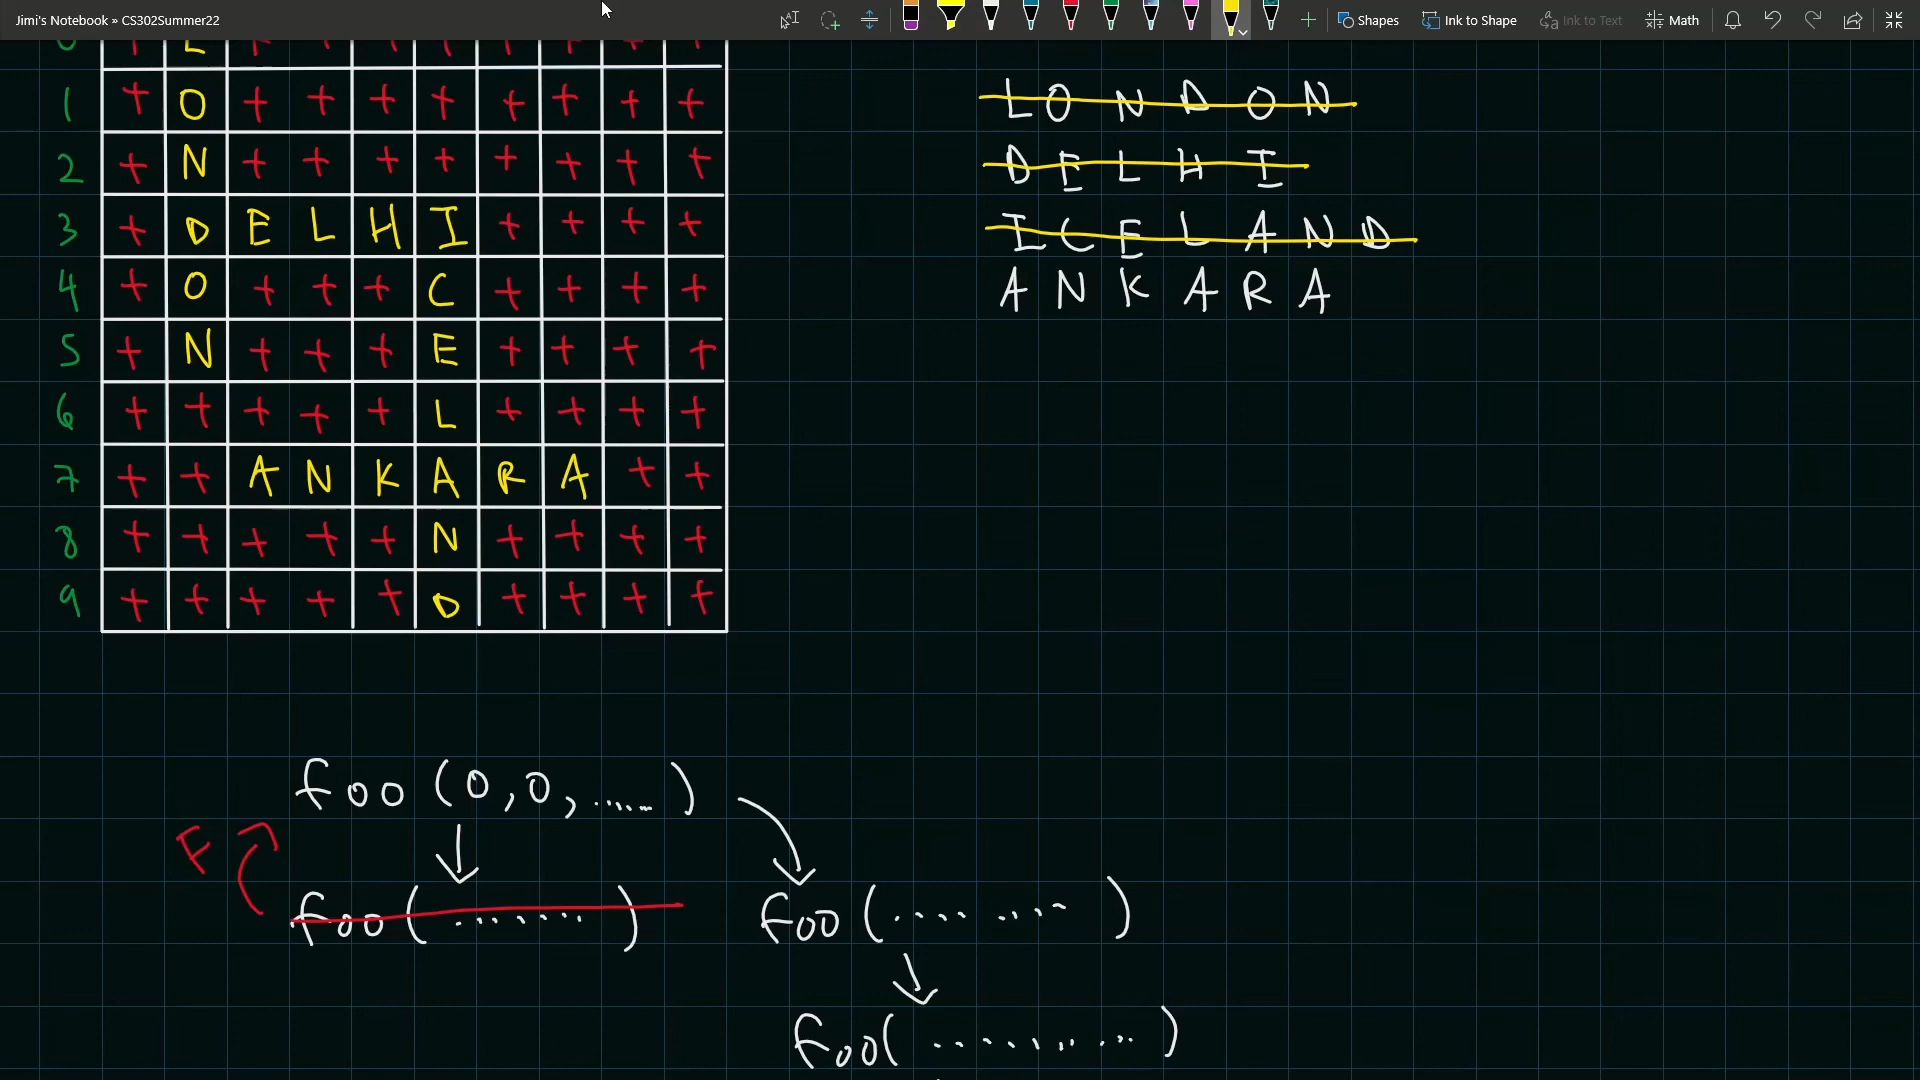 Jimi's Notebook » CS302Summer22
Shapes Ink to Shape Ink to Text Math
0 + L + + + + + + + +
1 + O + + + + + + + +
2 + N + + + + + + + +
3 + D E L H I + + + +
4 + O + + + C + + + +
5 + N + + + E + + + +
6 + + + + + L + + + +
7 + + A N K A R A + +
8 + + + + + N + + + +
9 + + + + + D + + + +
LONDON
DELHI
ICELAND
ANKARA
foo (0,0,......)
F
foo(.......)
foo(.........)
foo(..........)